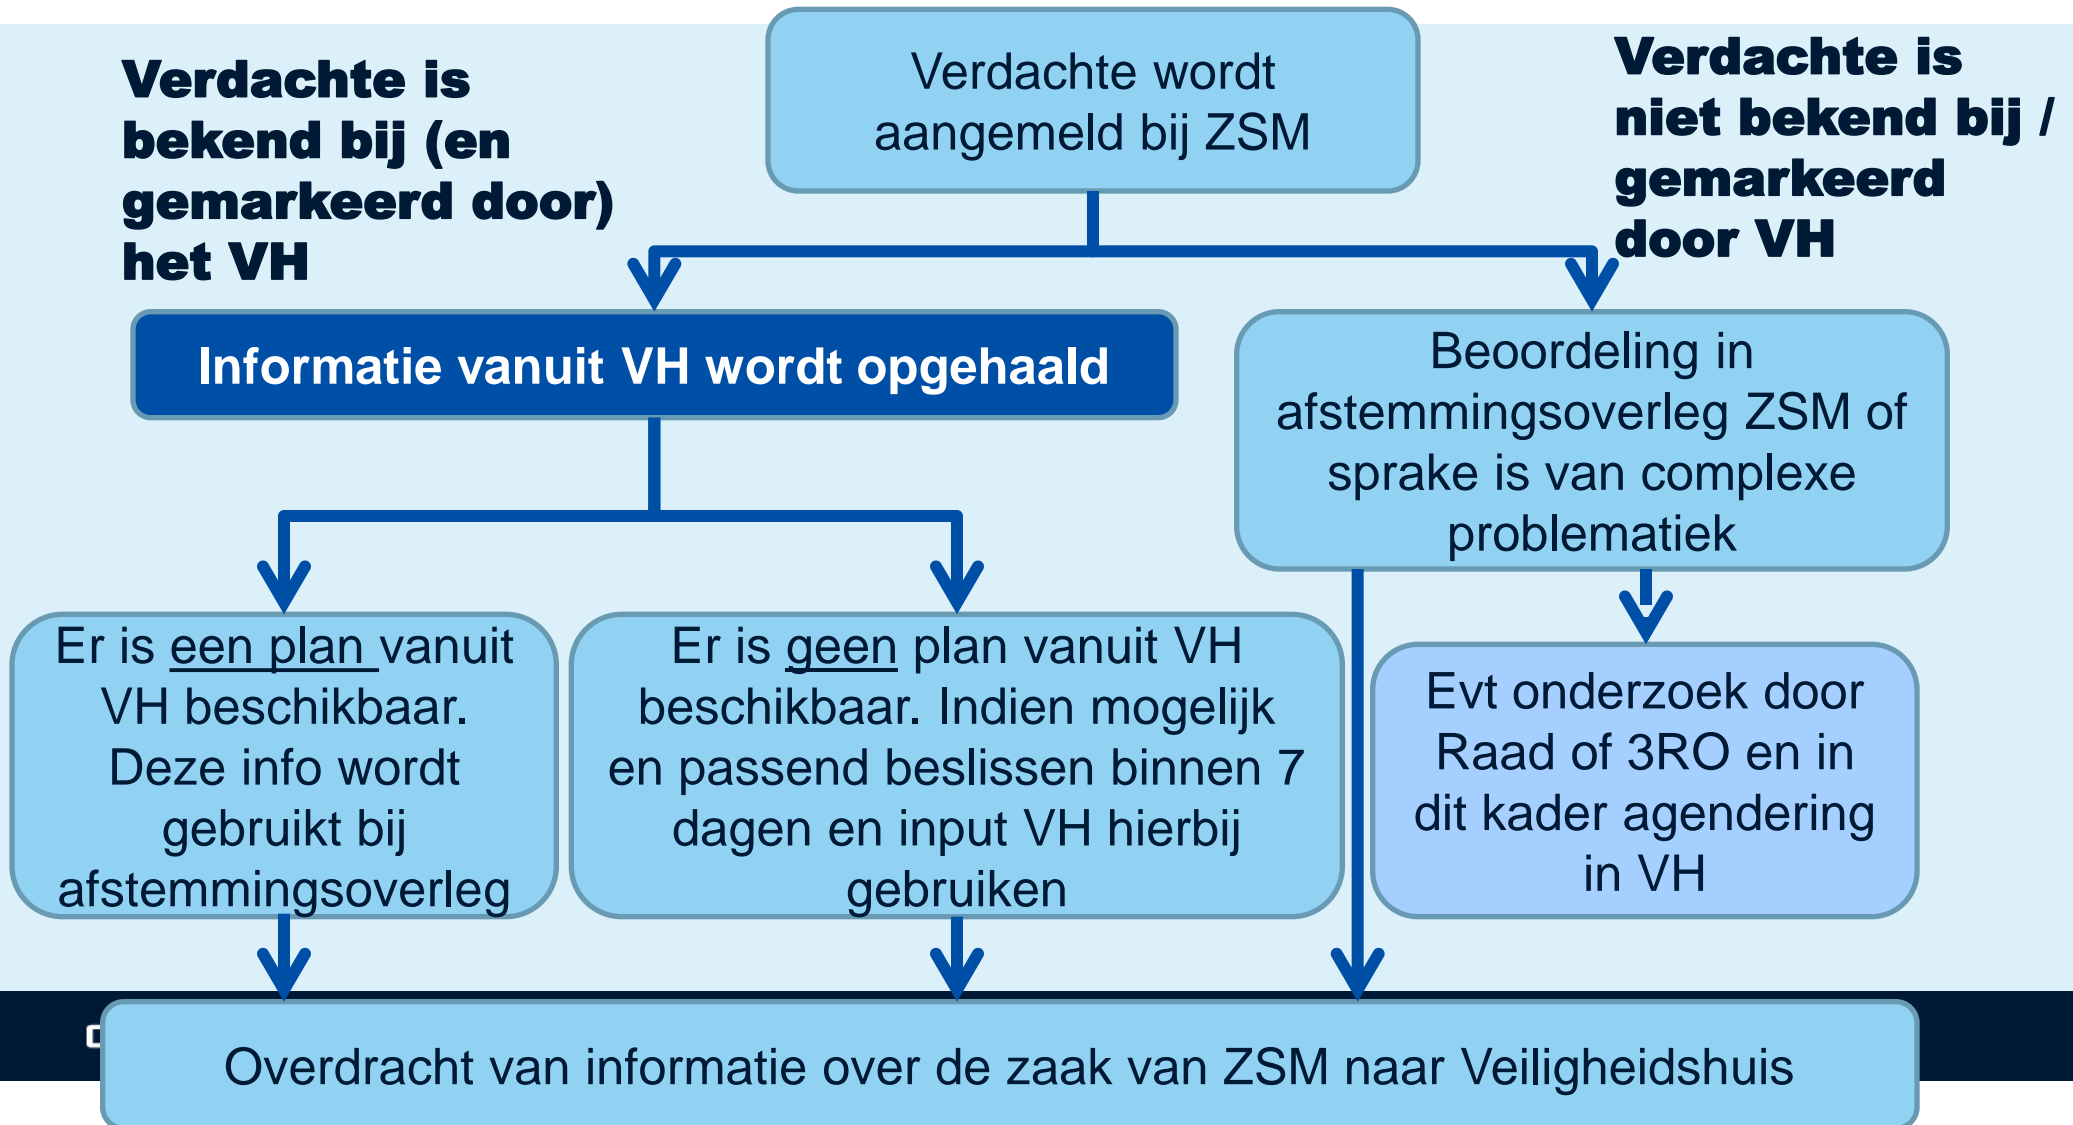 Verdachte wordt
aangemeld bij ZSM
Verdachte is
bekend bij (en
gemarkeerd door)
het VH
Verdachte is
niet bekend bij /
gemarkeerd
door VH
Informatie vanuit VH wordt opgehaald
Beoordeling in
afstemmingsoverleg ZSM of
sprake is van complexe
problematiek
Er is een plan vanuit
VH beschikbaar.
Deze info wordt
gebruikt bij
afstemmingsoverleg
Er is geen plan vanuit VH
beschikbaar. Indien mogelijk
en passend beslissen binnen 7
dagen en input VH hierbij
gebruiken
Evt onderzoek door
Raad of 3RO en in
dit kader agendering
in VH
Overdracht van informatie over de zaak van ZSM naar Veiligheidshuis